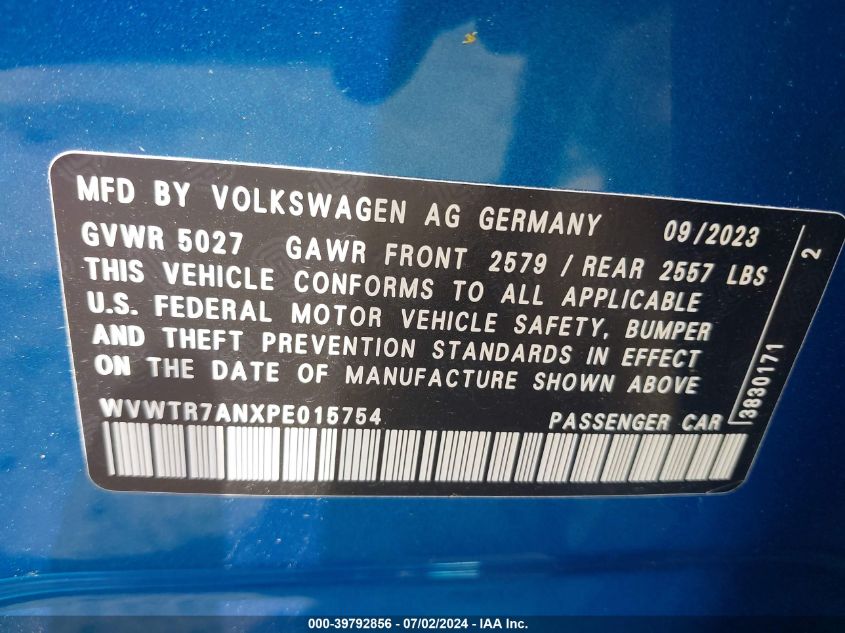 MFD BY VOLKSWAGEN AG GERMANY 09/2023
GVWR 5027 GAWR FRONT 2579 / REAR 2557 LBS
THIS VEHICLE CONFORMS TO ALL APPLICABLE
U.S. FEDERAL MOTOR VEHICLE SAFETY, BUMPER
AND THEFT PREVENTION STANDARDS IN EFFECT
ON THE DATE OF MANUFACTURE SHOWN ABOVE
WVWTR7ANXPE015754 PASSENGER CAR
3830171
2
000-39792856 - 07/02/2024 - IAA Inc.